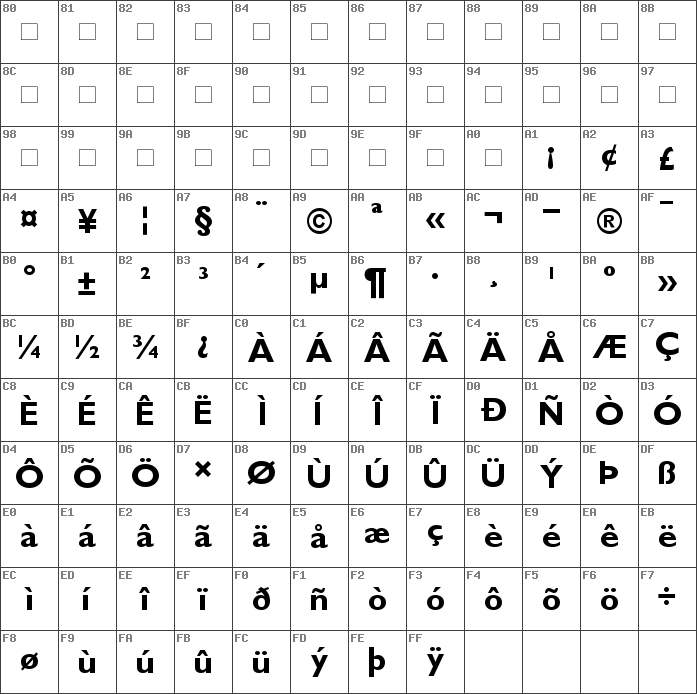 80 81 82 83 84 85 86 87 88 89 8A 8B
8C 8D 8E 8F 90 91 92 93 94 95 96 97
98 99 9A 9B 9C 9D 9E 9F A0 A1 A2 A3
¡ ¢ £
A4 A5 A6 A7 A8 A9 AA AB AC AD AE AF
¤ ¥ ¦ § ¨ © ª « ¬ - ® ¯
B0 B1 B2 B3 B4 B5 B6 B7 B8 B9 BA BB
° ± ² ³ ´ µ ¶ · ¸ ¹ º »
BC BD BE BF C0 C1 C2 C3 C4 C5 C6 C7
¼ ½ ¾ ¿ À Á Â Ã Ä Å Æ Ç
C8 C9 CA CB CC CD CE CF D0 D1 D2 D3
È É Ê Ë Ì Í Î Ï Ð Ñ Ò Ó
D4 D5 D6 D7 D8 D9 DA DB DC DD DE DF
Ô Õ Ö × Ø Ù Ú Û Ü Ý Þ ß
E0 E1 E2 E3 E4 E5 E6 E7 E8 E9 EA EB
à á â ã ä å æ ç è é ê ë
EC ED EE EF F0 F1 F2 F3 F4 F5 F6 F7
ì í î ï ð ñ ò ó ô õ ö ÷
F8 F9 FA FB FC FD FE FF
ø ù ú û ü ý þ ÿ